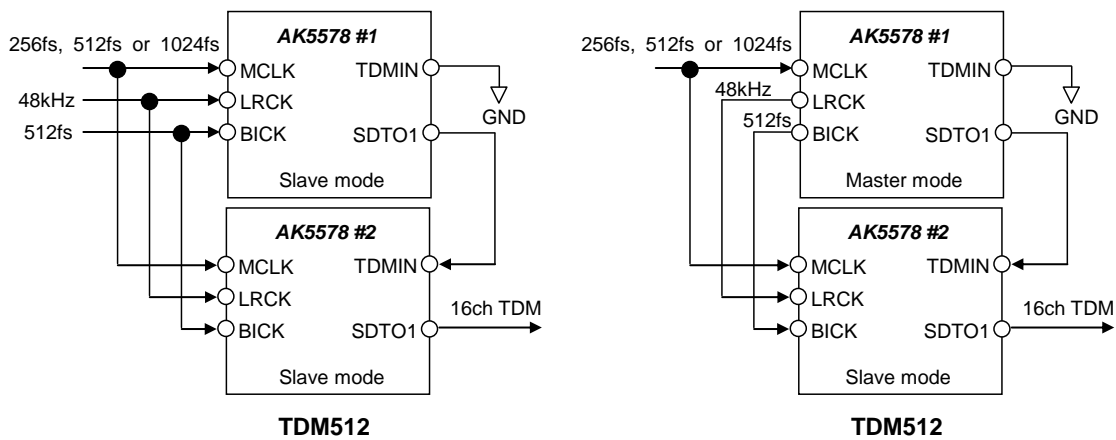 AK5578 #1
256fs, 512fs or 1024fs
MCLK
TDMIN
48kHz
LRCK
GND
512fs
BICK
SDTO1
Slave mode
AK5578 #2
MCLK
TDMIN
LRCK
16ch TDM
BICK
SDTO1
Slave mode
TDM512
AK5578 #1
256fs, 512fs or 1024fs
MCLK
TDMIN
48kHz
LRCK
GND
512fs
BICK
SDTO1
Master mode
AK5578 #2
MCLK
TDMIN
LRCK
16ch TDM
BICK
SDTO1
Slave mode
TDM512